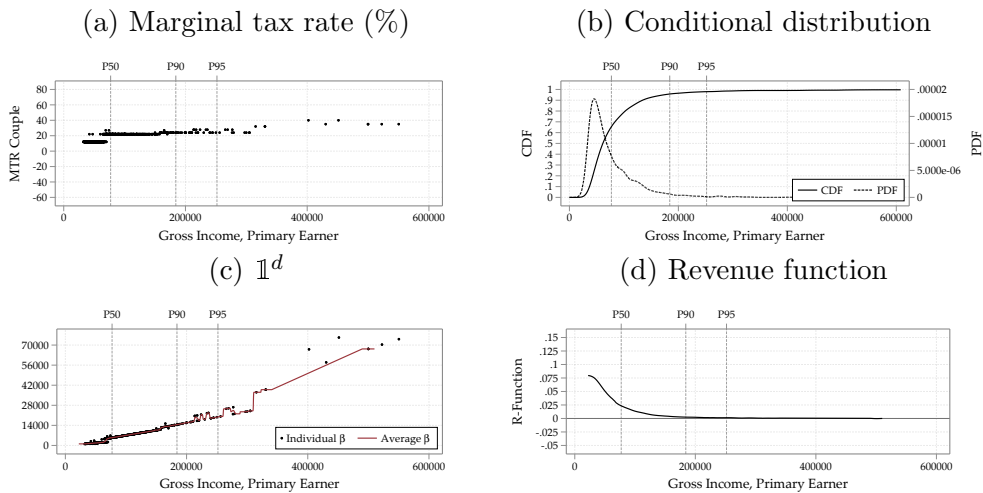 (a) Marginal tax rate (%)
P50 P90 P95
80
60
40
20
0
-20
-40
-60
MTR Couple
0 200000 400000 600000
Gross Income, Primary Earner
(b) Conditional distribution
P50 P90 P95
1
.9
.8
.7
.6
.5
.4
.3
.2
.1
0
CDF
.00002
.000015
.00001
5.000e-06
0
PDF
CDF PDF
0 200000 400000 600000
Gross Income, Primary Earner
(c) 𝟙^d
P50 P90 P95
70000
56000
42000
28000
14000
0
Individual β Average β
0 200000 400000 600000
Gross Income, Primary Earner
(d) Revenue function
P50 P90 P95
.15
.125
.1
.075
.05
.025
0
-.025
-.05
R-Function
0 200000 400000 600000
Gross Income, Primary Earner